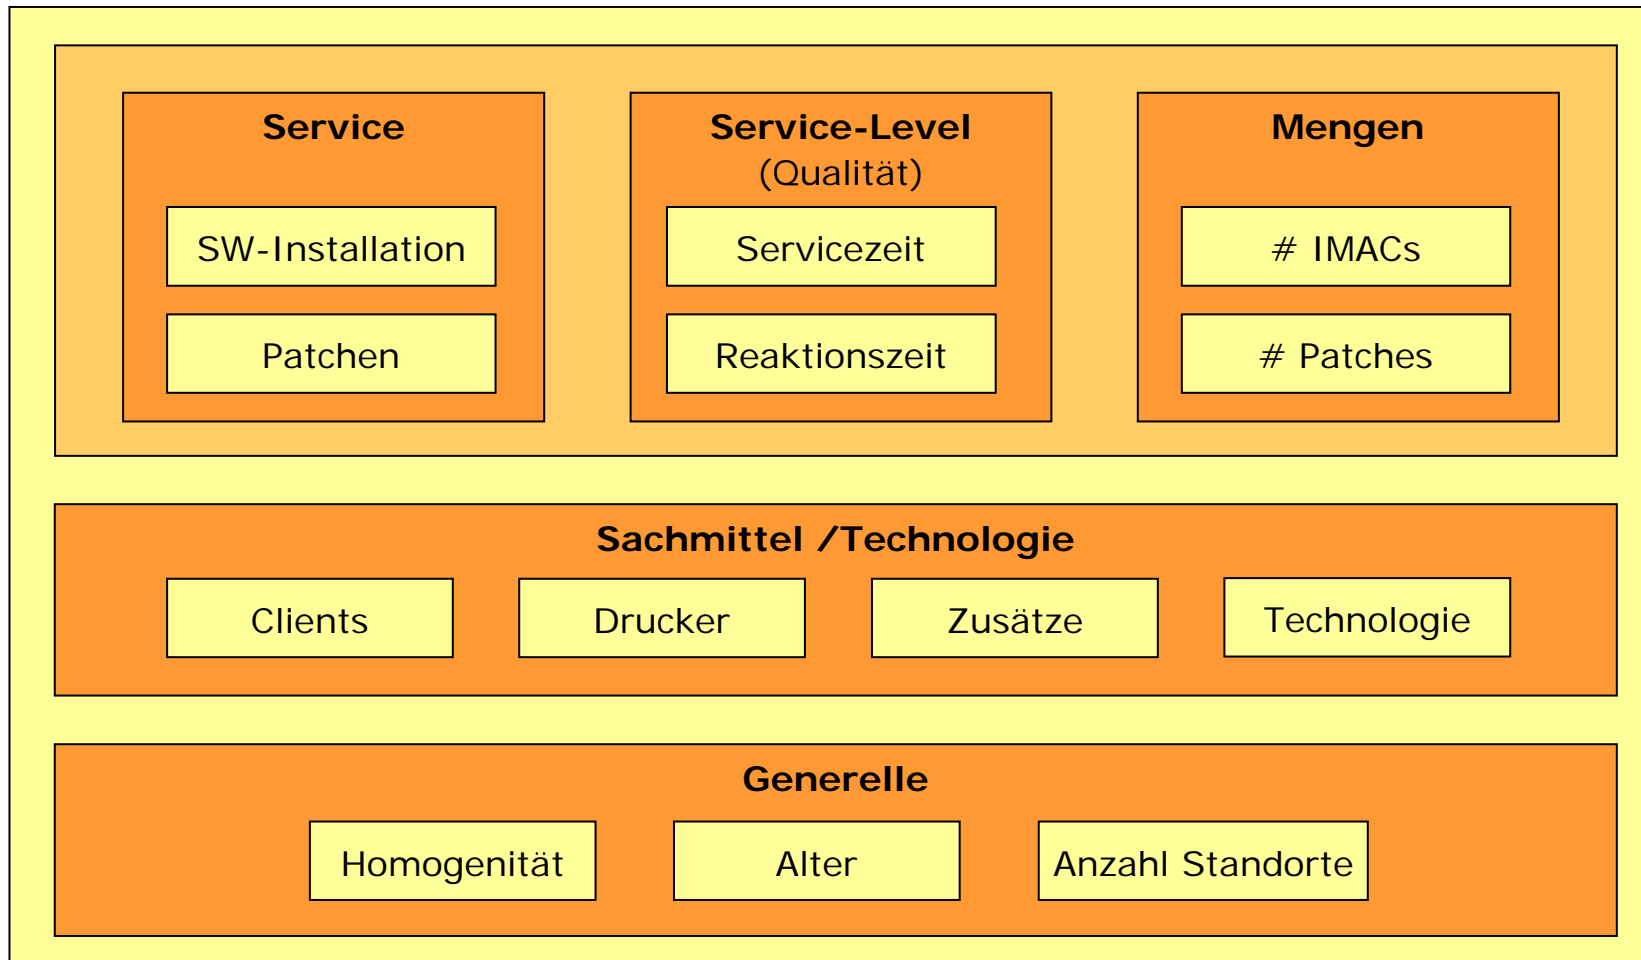 Service
SW-Installation
Patchen
Service-Level
(Qualität)
Servicezeit
Reaktionszeit
Mengen
# IMACs
# Patches
Sachmittel /Technologie
Clients
Drucker
Zusätze
Technologie
Generelle
Homogenität
Alter
Anzahl Standorte